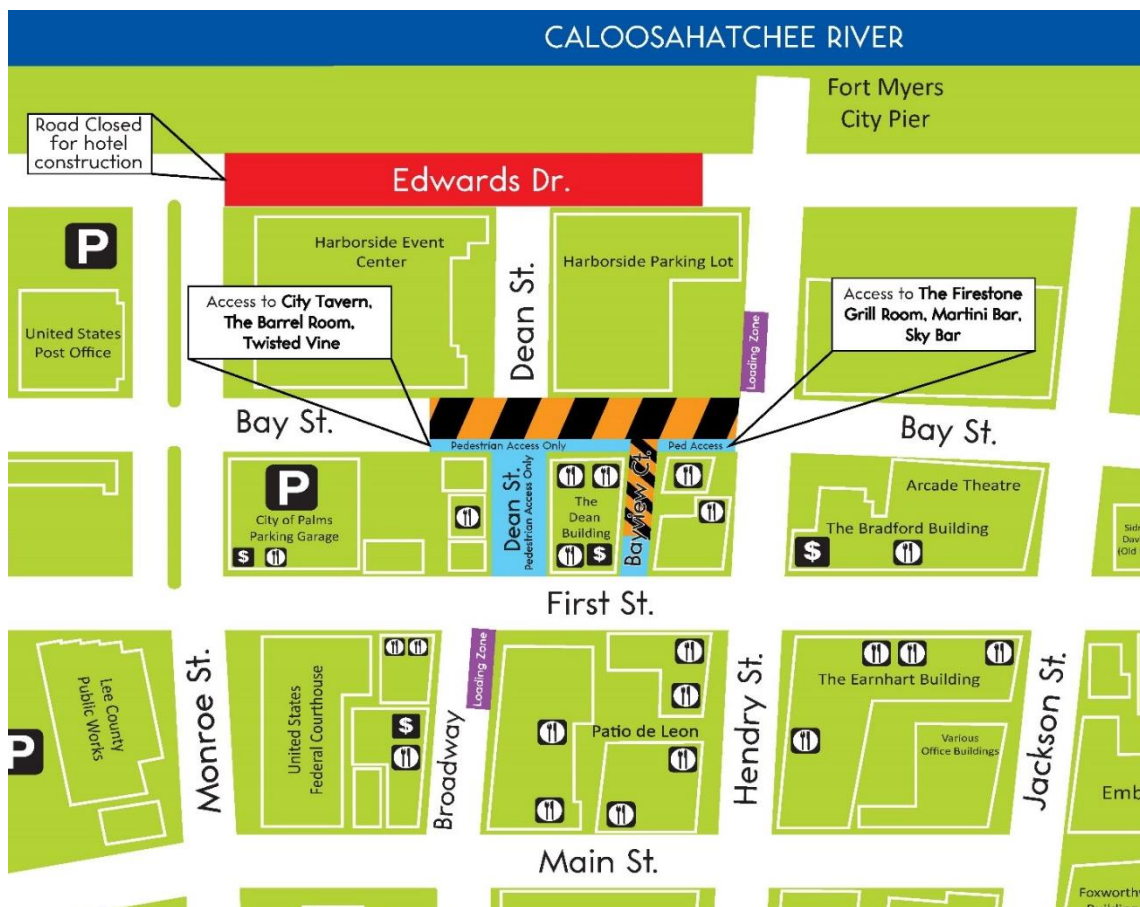 CALOOSAHATCHEE RIVER
Fort Myers
City Pier
Road Closed
for hotel
construction
Edwards Dr.
P
Harborside Event
Center
Dean St.
Harborside Parking Lot
United States
Post Office
Access to City Tavern,
The Barrel Room,
Twisted Vine
Loading Zone
Access to The Firestone
Grill Room, Martini Bar,
Sky Bar
Bay St.
Bay St.
Pedestrian Access Only
Ped Access
P
City of Palms
Parking Garage
$
Dean St.
Pedestrian Access Only
The
Dean
Building
$
Bayview Ct.
Arcade Theatre
The Bradford Building
$
First St.
Lee County
Public Works
P
Monroe St.
United States
Federal Courthouse
$
Broadway
Loading Zone
Patio de Leon
Hendry St.
The Earnhart Building
Various
Office Buildings
Jackson St.
Emb
Main St.
Foxworthy